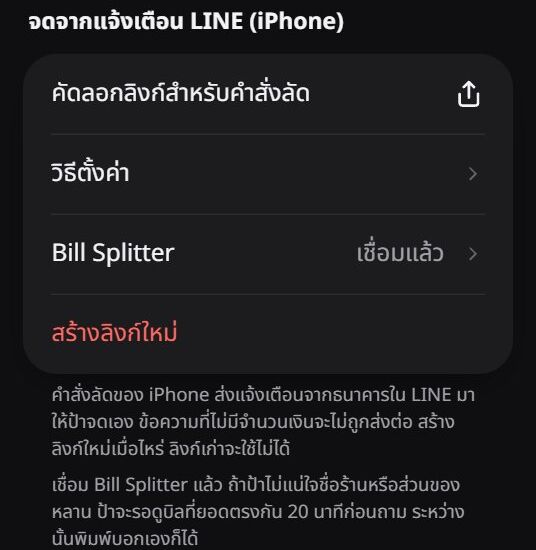 จดจากแจ้งเตือน LINE (iPhone)
คัดลอกลิงก์สำหรับคำสั่งลัด
วิธีตั้งค่า
Bill Splitter เชื่อมแล้ว
สร้างลิงก์ใหม่
คำสั่งลัดของ iPhone ส่งแจ้งเตือนจากธนาคารใน LINE มา
ให้ป้าจดเอง ข้อความที่ไม่มีจำนวนเงินจะไม่ถูกส่งต่อ สร้าง
ลิงก์ใหม่เมื่อไหร่ ลิงก์เก่าจะใช้ไม่ได้
เชื่อม Bill Splitter แล้ว ถ้าป้าไม่แน่ใจชื่อร้านหรือส่วนของ
หลาน ป้าจะรอดูบิลที่ยอดตรงกัน 20 นาทีก่อนถาม ระหว่าง
นั้นพิมพ์บอกเองก็ได้